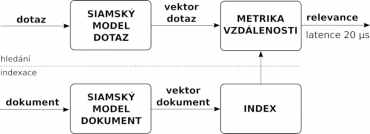 dotaz
SIAMSKÝ
MODEL
DOTAZ
vektor
dotaz
METRIKA
VZDÁLENOSTI
relevance
latence 20 µs
hledání
indexace
dokument
SIAMSKÝ
MODEL
DOKUMENT
vektor
dokument
INDEX